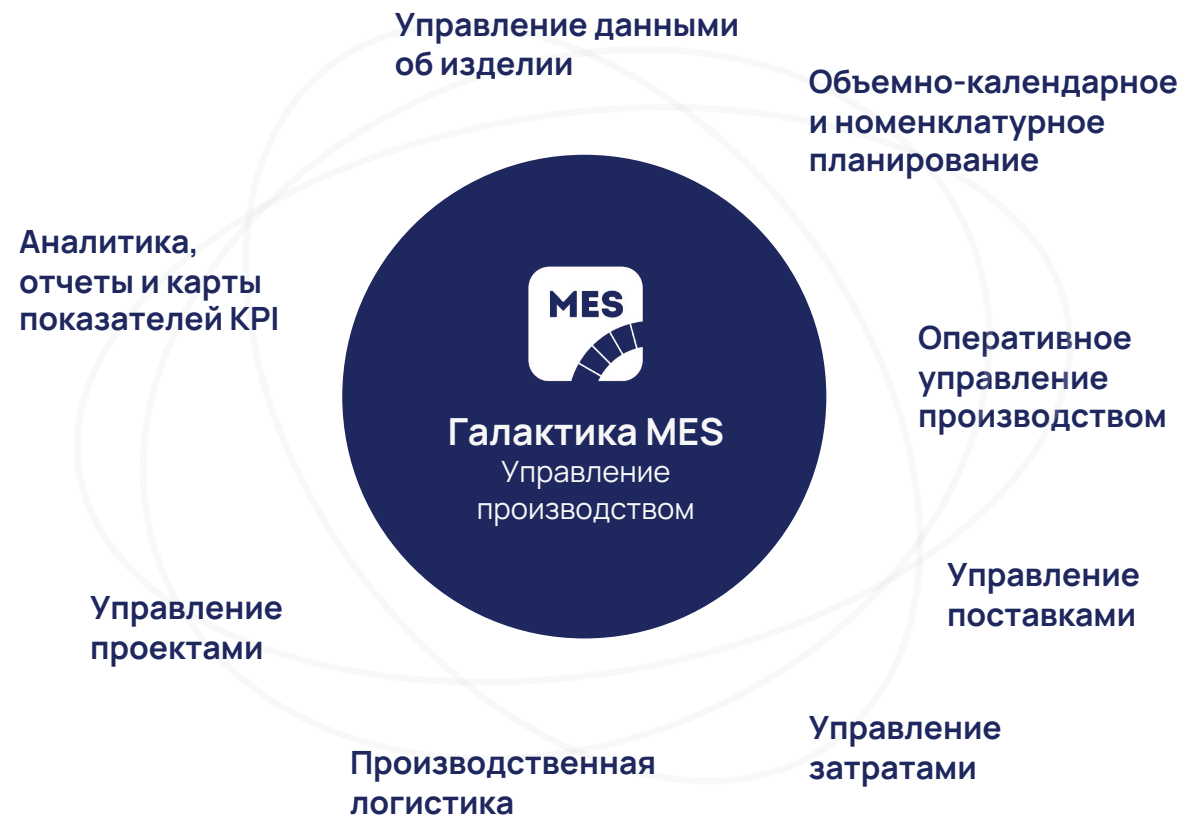 Управление данными
об изделии
Объемно-календарное
и номенклатурное
планирование
Аналитика,
отчеты и карты
показателей KPI
MES
Галактика MES
Управление
производством
Оперативное
управление
производством
Управление
поставками
Управление
проектами
Управление
затратами
Производственная
логистика